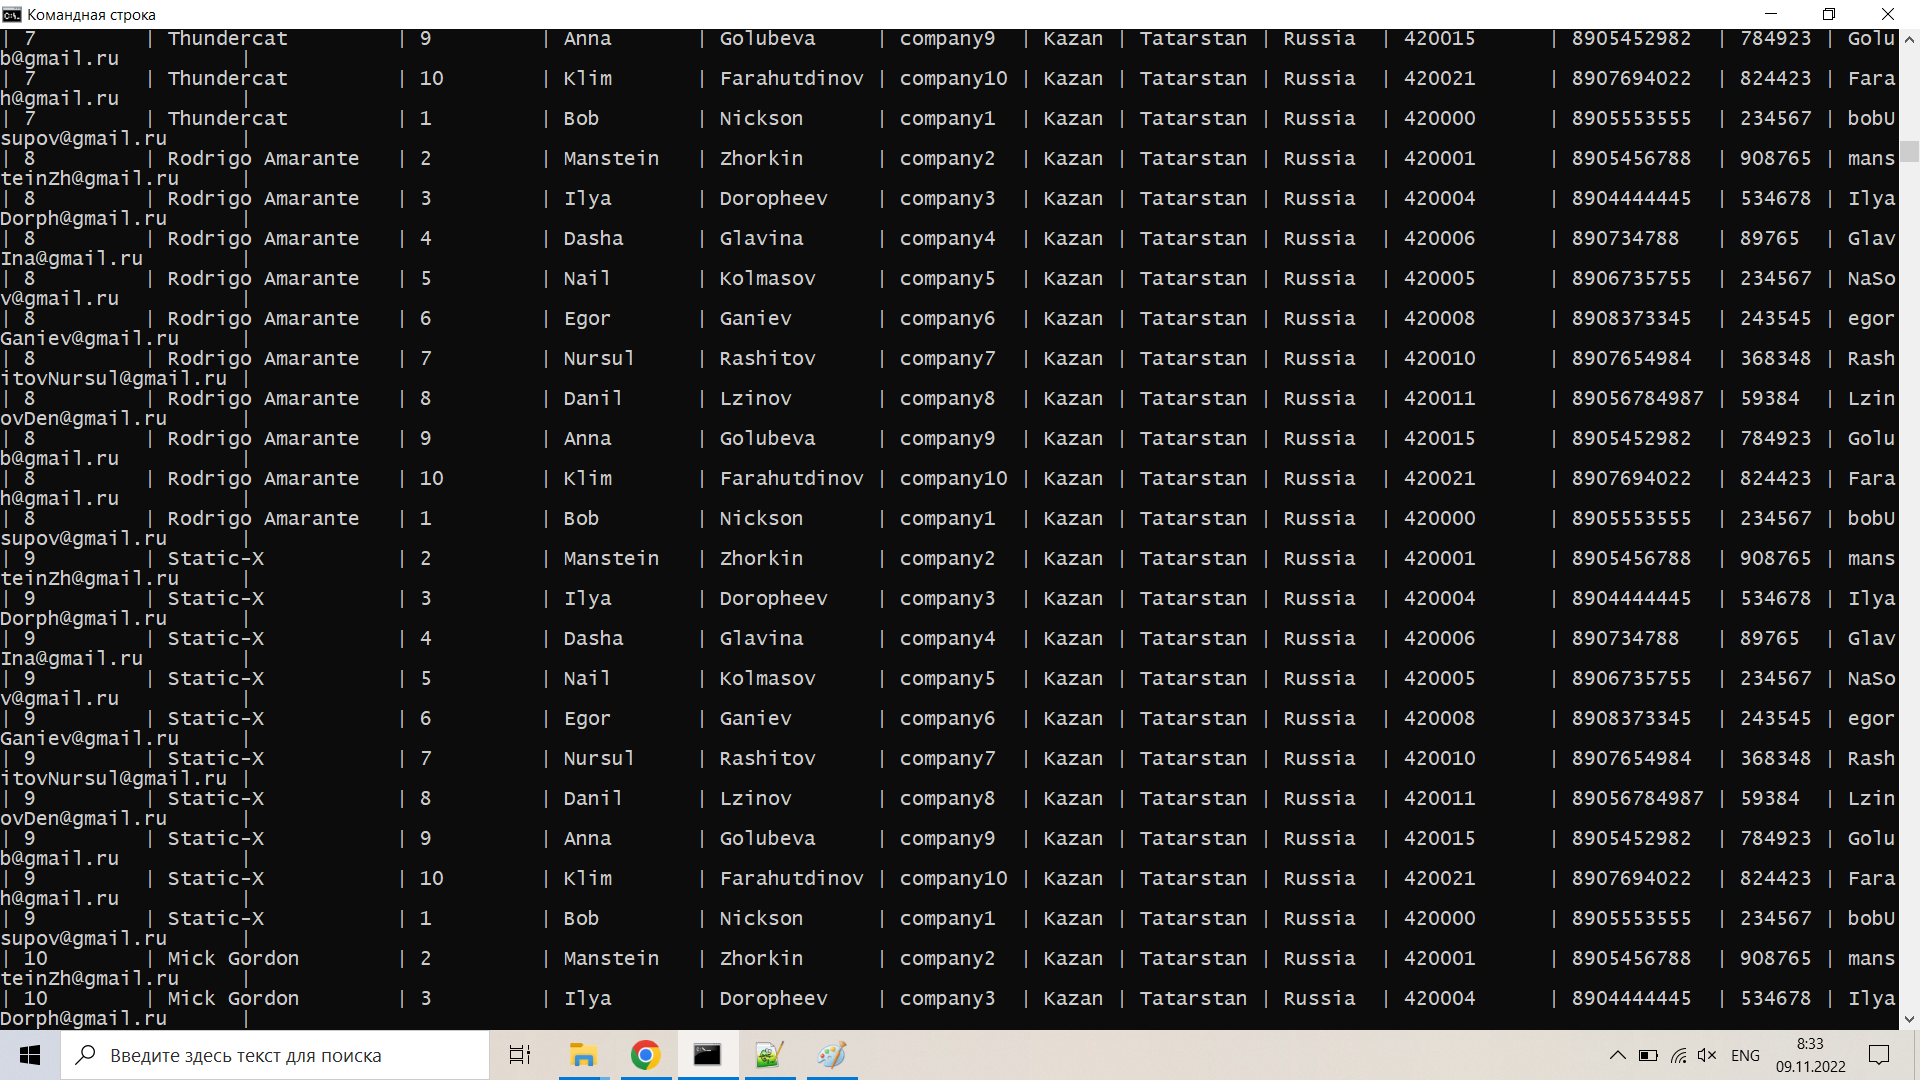 Командная строка
| 7 | Thundercat | 9 | Anna | Golubeva | company9 | Kazan | Tatarstan | Russia | 420015 | 8905452982 | 784923 | Golu
b@gmail.ru |
| 7 | Thundercat | 10 | Klim | Farahutdinov | company10 | Kazan | Tatarstan | Russia | 420021 | 8907694022 | 824423 | Fara
h@gmail.ru |
| 7 | Thundercat | 1 | Bob | Nickson | company1 | Kazan | Tatarstan | Russia | 420000 | 8905553555 | 234567 | bobU
supov@gmail.ru |
| 8 | Rodrigo Amarante | 2 | Manstein | Zhorkin | company2 | Kazan | Tatarstan | Russia | 420001 | 8905456788 | 908765 | mans
teinZh@gmail.ru |
| 8 | Rodrigo Amarante | 3 | Ilya | Doropheev | company3 | Kazan | Tatarstan | Russia | 420004 | 8904444445 | 534678 | Ilya
Dorph@gmail.ru |
| 8 | Rodrigo Amarante | 4 | Dasha | Glavina | company4 | Kazan | Tatarstan | Russia | 420006 | 890734788 | 89765 | Glav
Ina@gmail.ru |
| 8 | Rodrigo Amarante | 5 | Nail | Kolmasov | company5 | Kazan | Tatarstan | Russia | 420005 | 8906735755 | 234567 | NaSo
v@gmail.ru |
| 8 | Rodrigo Amarante | 6 | Egor | Ganiev | company6 | Kazan | Tatarstan | Russia | 420008 | 8908373345 | 243545 | egor
Ganiev@gmail.ru |
| 8 | Rodrigo Amarante | 7 | Nursul | Rashitov | company7 | Kazan | Tatarstan | Russia | 420010 | 8907654984 | 368348 | Rash
itovNursul@gmail.ru |
| 8 | Rodrigo Amarante | 8 | Danil | Lzinov | company8 | Kazan | Tatarstan | Russia | 420011 | 89056784987 | 59384 | Lzin
ovDen@gmail.ru |
| 8 | Rodrigo Amarante | 9 | Anna | Golubeva | company9 | Kazan | Tatarstan | Russia | 420015 | 8905452982 | 784923 | Golu
b@gmail.ru |
| 8 | Rodrigo Amarante | 10 | Klim | Farahutdinov | company10 | Kazan | Tatarstan | Russia | 420021 | 8907694022 | 824423 | Fara
h@gmail.ru |
| 8 | Rodrigo Amarante | 1 | Bob | Nickson | company1 | Kazan | Tatarstan | Russia | 420000 | 8905553555 | 234567 | bobU
supov@gmail.ru |
| 9 | Static-X | 2 | Manstein | Zhorkin | company2 | Kazan | Tatarstan | Russia | 420001 | 8905456788 | 908765 | mans
teinZh@gmail.ru |
| 9 | Static-X | 3 | Ilya | Doropheev | company3 | Kazan | Tatarstan | Russia | 420004 | 8904444445 | 534678 | Ilya
Dorph@gmail.ru |
| 9 | Static-X | 4 | Dasha | Glavina | company4 | Kazan | Tatarstan | Russia | 420006 | 890734788 | 89765 | Glav
Ina@gmail.ru |
| 9 | Static-X | 5 | Nail | Kolmasov | company5 | Kazan | Tatarstan | Russia | 420005 | 8906735755 | 234567 | NaSo
v@gmail.ru |
| 9 | Static-X | 6 | Egor | Ganiev | company6 | Kazan | Tatarstan | Russia | 420008 | 8908373345 | 243545 | egor
Ganiev@gmail.ru |
| 9 | Static-X | 7 | Nursul | Rashitov | company7 | Kazan | Tatarstan | Russia | 420010 | 8907654984 | 368348 | Rash
itovNursul@gmail.ru |
| 9 | Static-X | 8 | Danil | Lzinov | company8 | Kazan | Tatarstan | Russia | 420011 | 89056784987 | 59384 | Lzin
ovDen@gmail.ru |
| 9 | Static-X | 9 | Anna | Golubeva | company9 | Kazan | Tatarstan | Russia | 420015 | 8905452982 | 784923 | Golu
b@gmail.ru |
| 9 | Static-X | 10 | Klim | Farahutdinov | company10 | Kazan | Tatarstan | Russia | 420021 | 8907694022 | 824423 | Fara
h@gmail.ru |
| 9 | Static-X | 1 | Bob | Nickson | company1 | Kazan | Tatarstan | Russia | 420000 | 8905553555 | 234567 | bobU
supov@gmail.ru |
| 10 | Mick Gordon | 2 | Manstein | Zhorkin | company2 | Kazan | Tatarstan | Russia | 420001 | 8905456788 | 908765 | mans
teinZh@gmail.ru |
| 10 | Mick Gordon | 3 | Ilya | Doropheev | company3 | Kazan | Tatarstan | Russia | 420004 | 8904444445 | 534678 | Ilya
Dorph@gmail.ru |
Введите здесь текст для поиска
ENG
8:33
09.11.2022